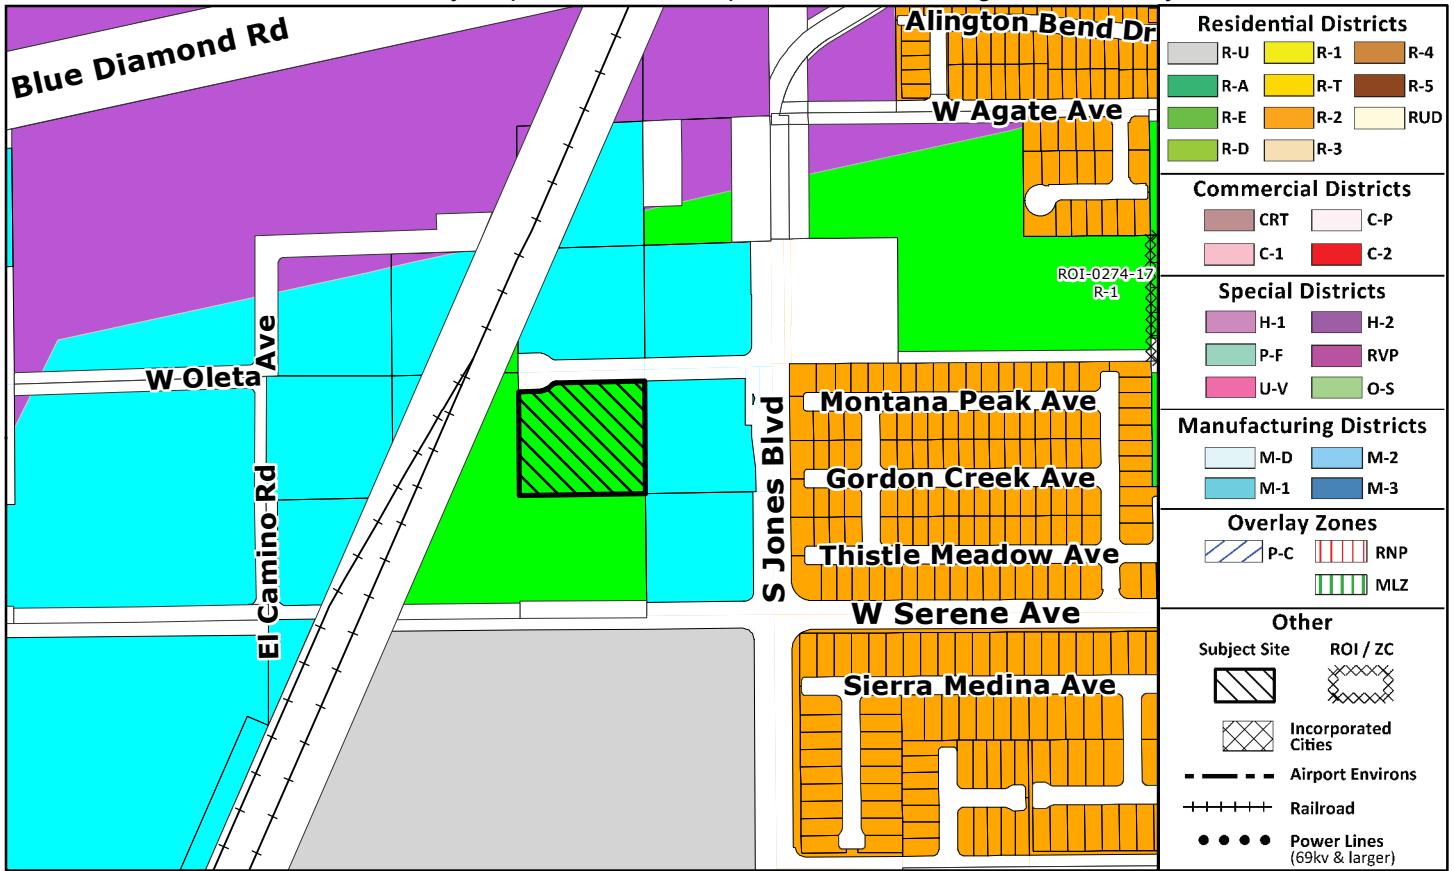 Blue Diamond Rd
Alington Bend Dr
W Agate Ave
ROI-0274-17
R-1
W Oleta Ave
Montana Peak Ave
Gordon Creek Ave
Thistle Meadow Ave
S Jones Blvd
El Camino Rd
W Serene Ave
Sierra Medina Ave
Residential Districts
R-U R-1 R-4
R-A R-T R-5
R-E R-2 RUD
R-D R-3
Commercial Districts
CRT C-P
C-1 C-2
Special Districts
H-1 H-2
P-F RVP
U-V O-S
Manufacturing Districts
M-D M-2
M-1 M-3
Overlay Zones
P-C RNP
MLZ
Other
Subject Site ROI / ZC
Incorporated
Cities
Airport Environs
Railroad
Power Lines
(69kv & larger)